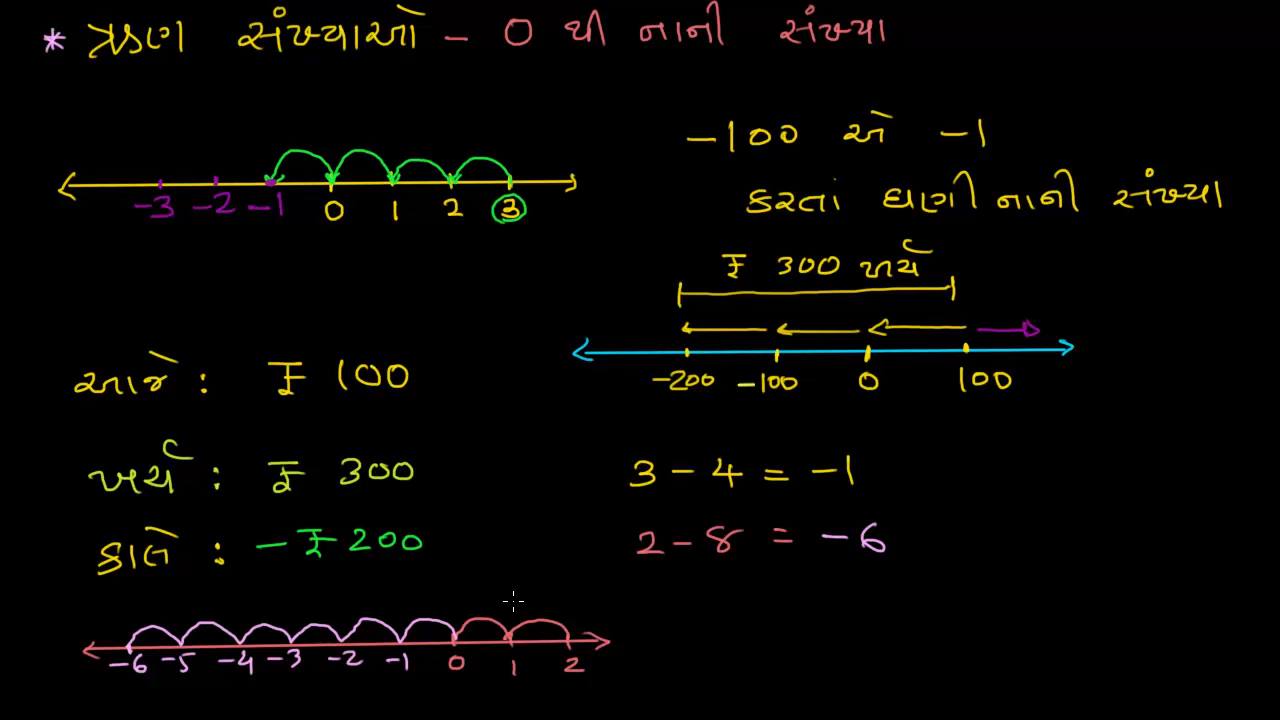 * ઋણ સંખ્યાઓ - 0 થી નાની સંખ્યા
-3 -2 -1 0 1 2 3
-100 એ -1
કરતાં ઘણી નાની સંખ્યા
₹ 300 ખર્ચ
-200 -100 0 100
આજે : ₹ 100
ખર્ચ : ₹ 300
કાલે : - ₹ 200
3 - 4 = -1
2 - 8 = -6
-6 -5 -4 -3 -2 -1 0 1 2